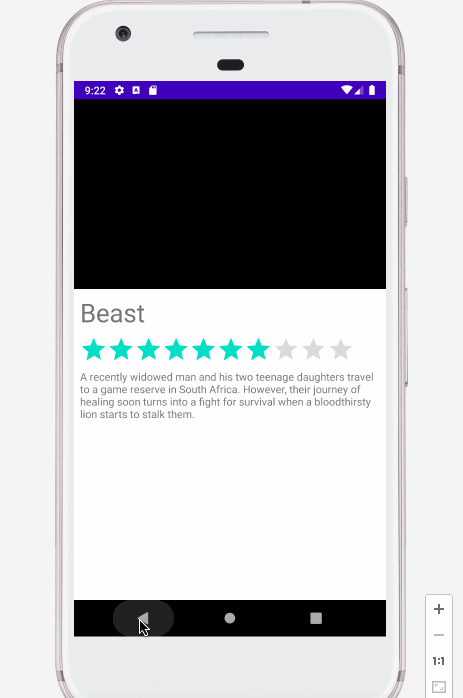 9:22
Beast
A recently widowed man and his two teenage daughters travel
to a game reserve in South Africa. However, their journey of
healing soon turns into a fight for survival when a bloodthirsty
lion starts to stalk them.
+
−
1:1